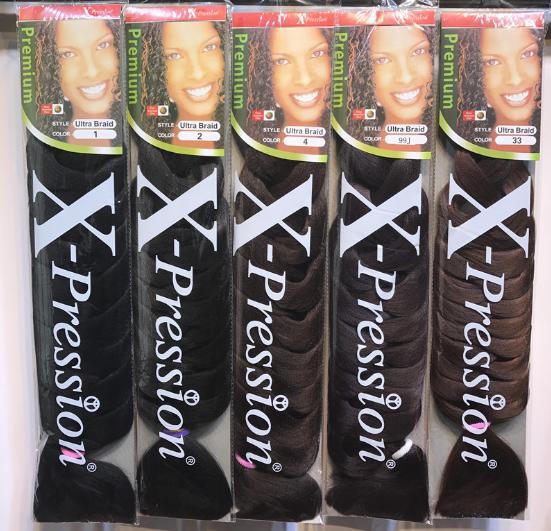 X-Pression
Premium
STYLE Ultra Braid
COLOR 1
X-Pression®
X-Pression
Premium
STYLE Ultra Braid
COLOR 2
X-Pression®
X-Pression
Premium
STYLE Ultra Braid
COLOR 4
X-Pression®
X-Pression
Premium
STYLE Ultra Braid
COLOR 99J
X-Pression®
X-Pression
Premium
STYLE Ultra Braid
COLOR 33
X-Pression®